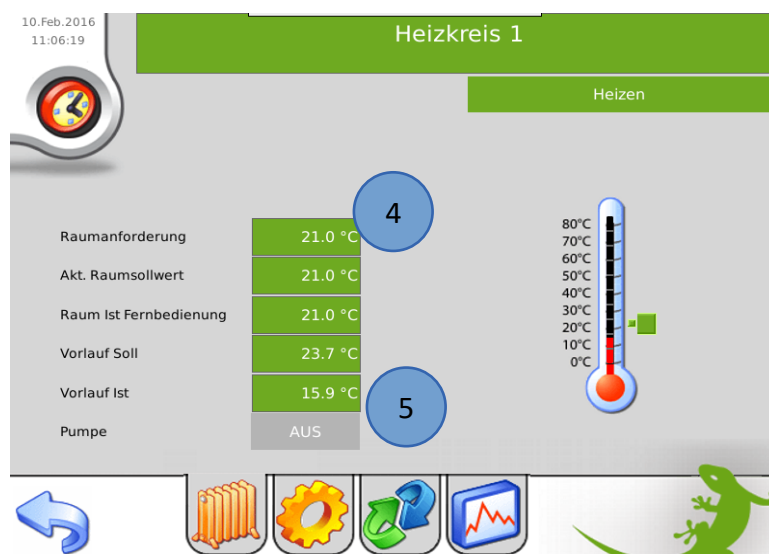 10.Feb.2016
11:06:19
Heizkreis 1
Heizen
4
Raumanforderung 21.0 °C
Akt. Raumsollwert 21.0 °C
Raum Ist Fernbedienung 21.0 °C
Vorlauf Soll 23.7 °C
Vorlauf Ist 15.9 °C
5
Pumpe AUS
80°C
70°C
60°C
50°C
40°C
30°C
20°C
10°C
0°C